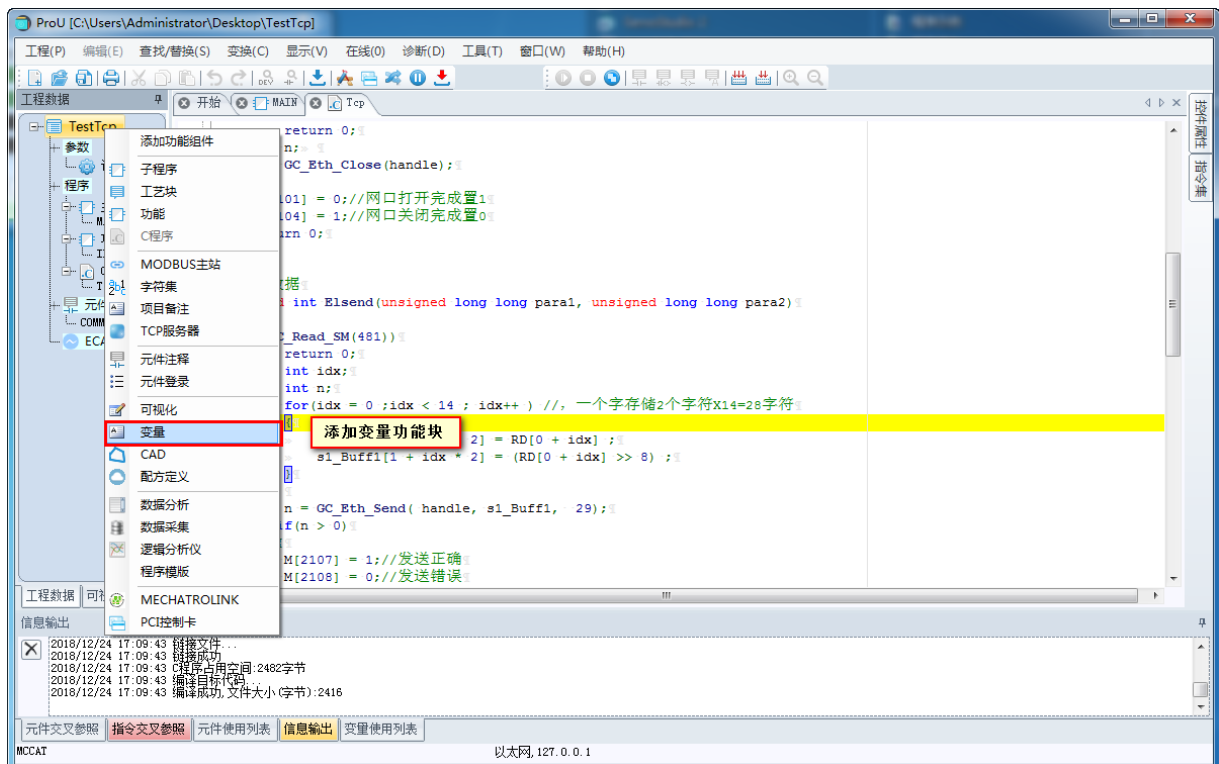 ProU [C:\Users\Administrator\Desktop\TestTcp]
工程(P) 编辑(E) 查找/替换(S) 变换(C) 显示(V) 在线(O) 诊断(D) 工具(T) 窗口(W) 帮助(H)
工程数据
开始 MAIN Tcp
TestTcp
参数
程序
元件
COMM
ECA
添加功能组件
子程序
工艺块
功能
C程序
MODBUS主站
字符集
项目备注
TCP服务器
元件注释
元件登录
可视化
变量
CAD
配方定义
数据分析
数据采集
逻辑分析仪
程序模版
MECHATROLINK
PCI控制卡
return 0;
n;
GC_Eth_Close(handle);
101] = 0;//网口打开完成置1
104] = 1;//网口关闭完成置0
urn 0;
据
int Elsend(unsigned long long para1, unsigned long long para2)
C_Read_SM(481))
return 0;
int idx;
int n;
for(idx = 0 ;idx < 14 ; idx++ ) //, 一个字存储2个字符X14=28字符
{
添加变量功能块
2] = RD[0 + idx] ;
s1_Buff1[1 + idx * 2] = (RD[0 + idx] >> 8) ;
}
n = GC_Eth_Send( handle, s1_Buff1, 29);
if(n > 0)
M[2107] = 1;//发送正确
M[2108] = 0;//发送错误
控件属性
指令集
工程数据
信息输出
2018/12/24 17:09:43 链接文件...
2018/12/24 17:09:43 链接成功
2018/12/24 17:09:43 C程序占用空间:2482字节
2018/12/24 17:09:43 编译目标代码...
2018/12/24 17:09:43 编译成功,文件大小(字节):2416
元件交叉参照 指令交叉参照 元件使用列表 信息输出 变量使用列表
MCCAT 以太网,127.0.0.1